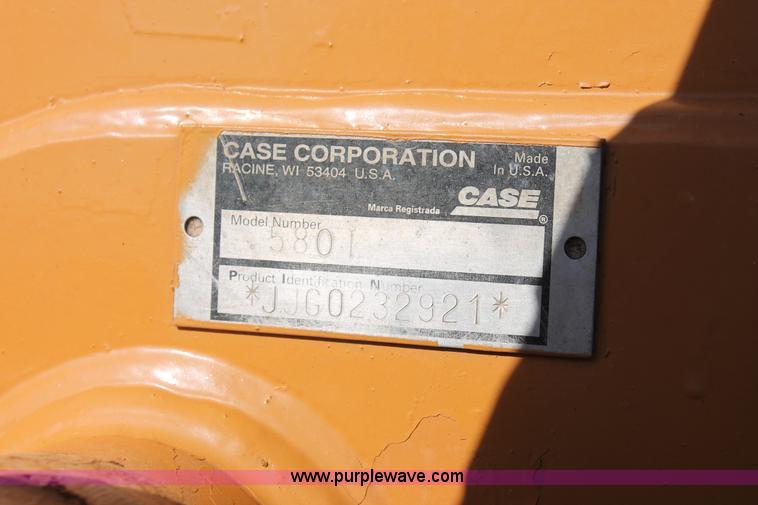 CASE CORPORATION
RACINE, WI 53404 U.S.A.
Made
In U.S.A.
Marca Registrada
CASE®
Model Number
580L
Product Identification Number
*JJG0232921*
www.purplewave.com